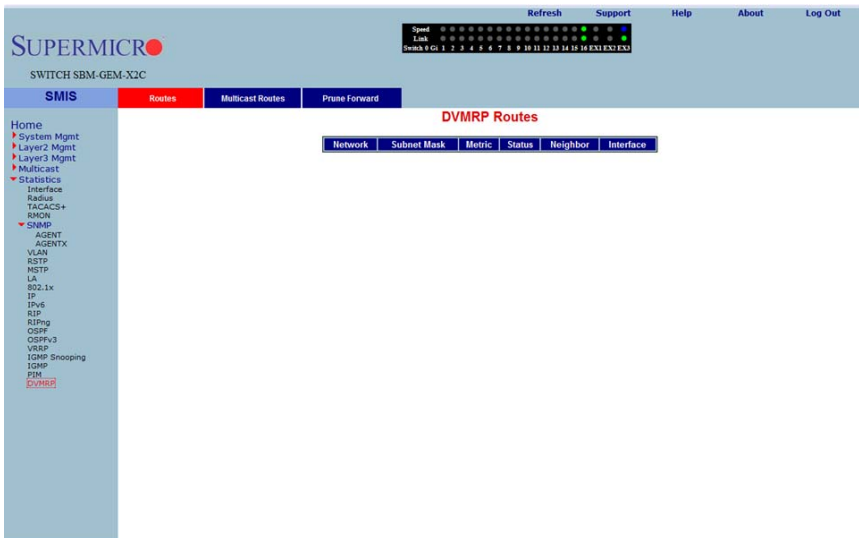 Refresh Support Help About Log Out
SUPERMICRO
SWITCH SBM-GEM-X2C
Speed
Link
Switch 0 Gi 1 2 3 4 5 6 7 8 9 10 11 12 13 14 15 16 EX1 EX2 EX3
SMIS
Routes Multicast Routes Prune Forward
DVMRP Routes
Network Subnet Mask Metric Status Neighbor Interface
Home
System Mgmt
Layer2 Mgmt
Layer3 Mgmt
Multicast
Statistics
Interface
Radius
TACACS+
RMON
SNMP
AGENT
AGENTX
VLAN
RSTP
MSTP
LA
802.1x
IP
IPv6
RIP
RIPng
OSPF
OSPFv3
VRRP
IGMP Snooping
IGMP
PIM
DVMRP